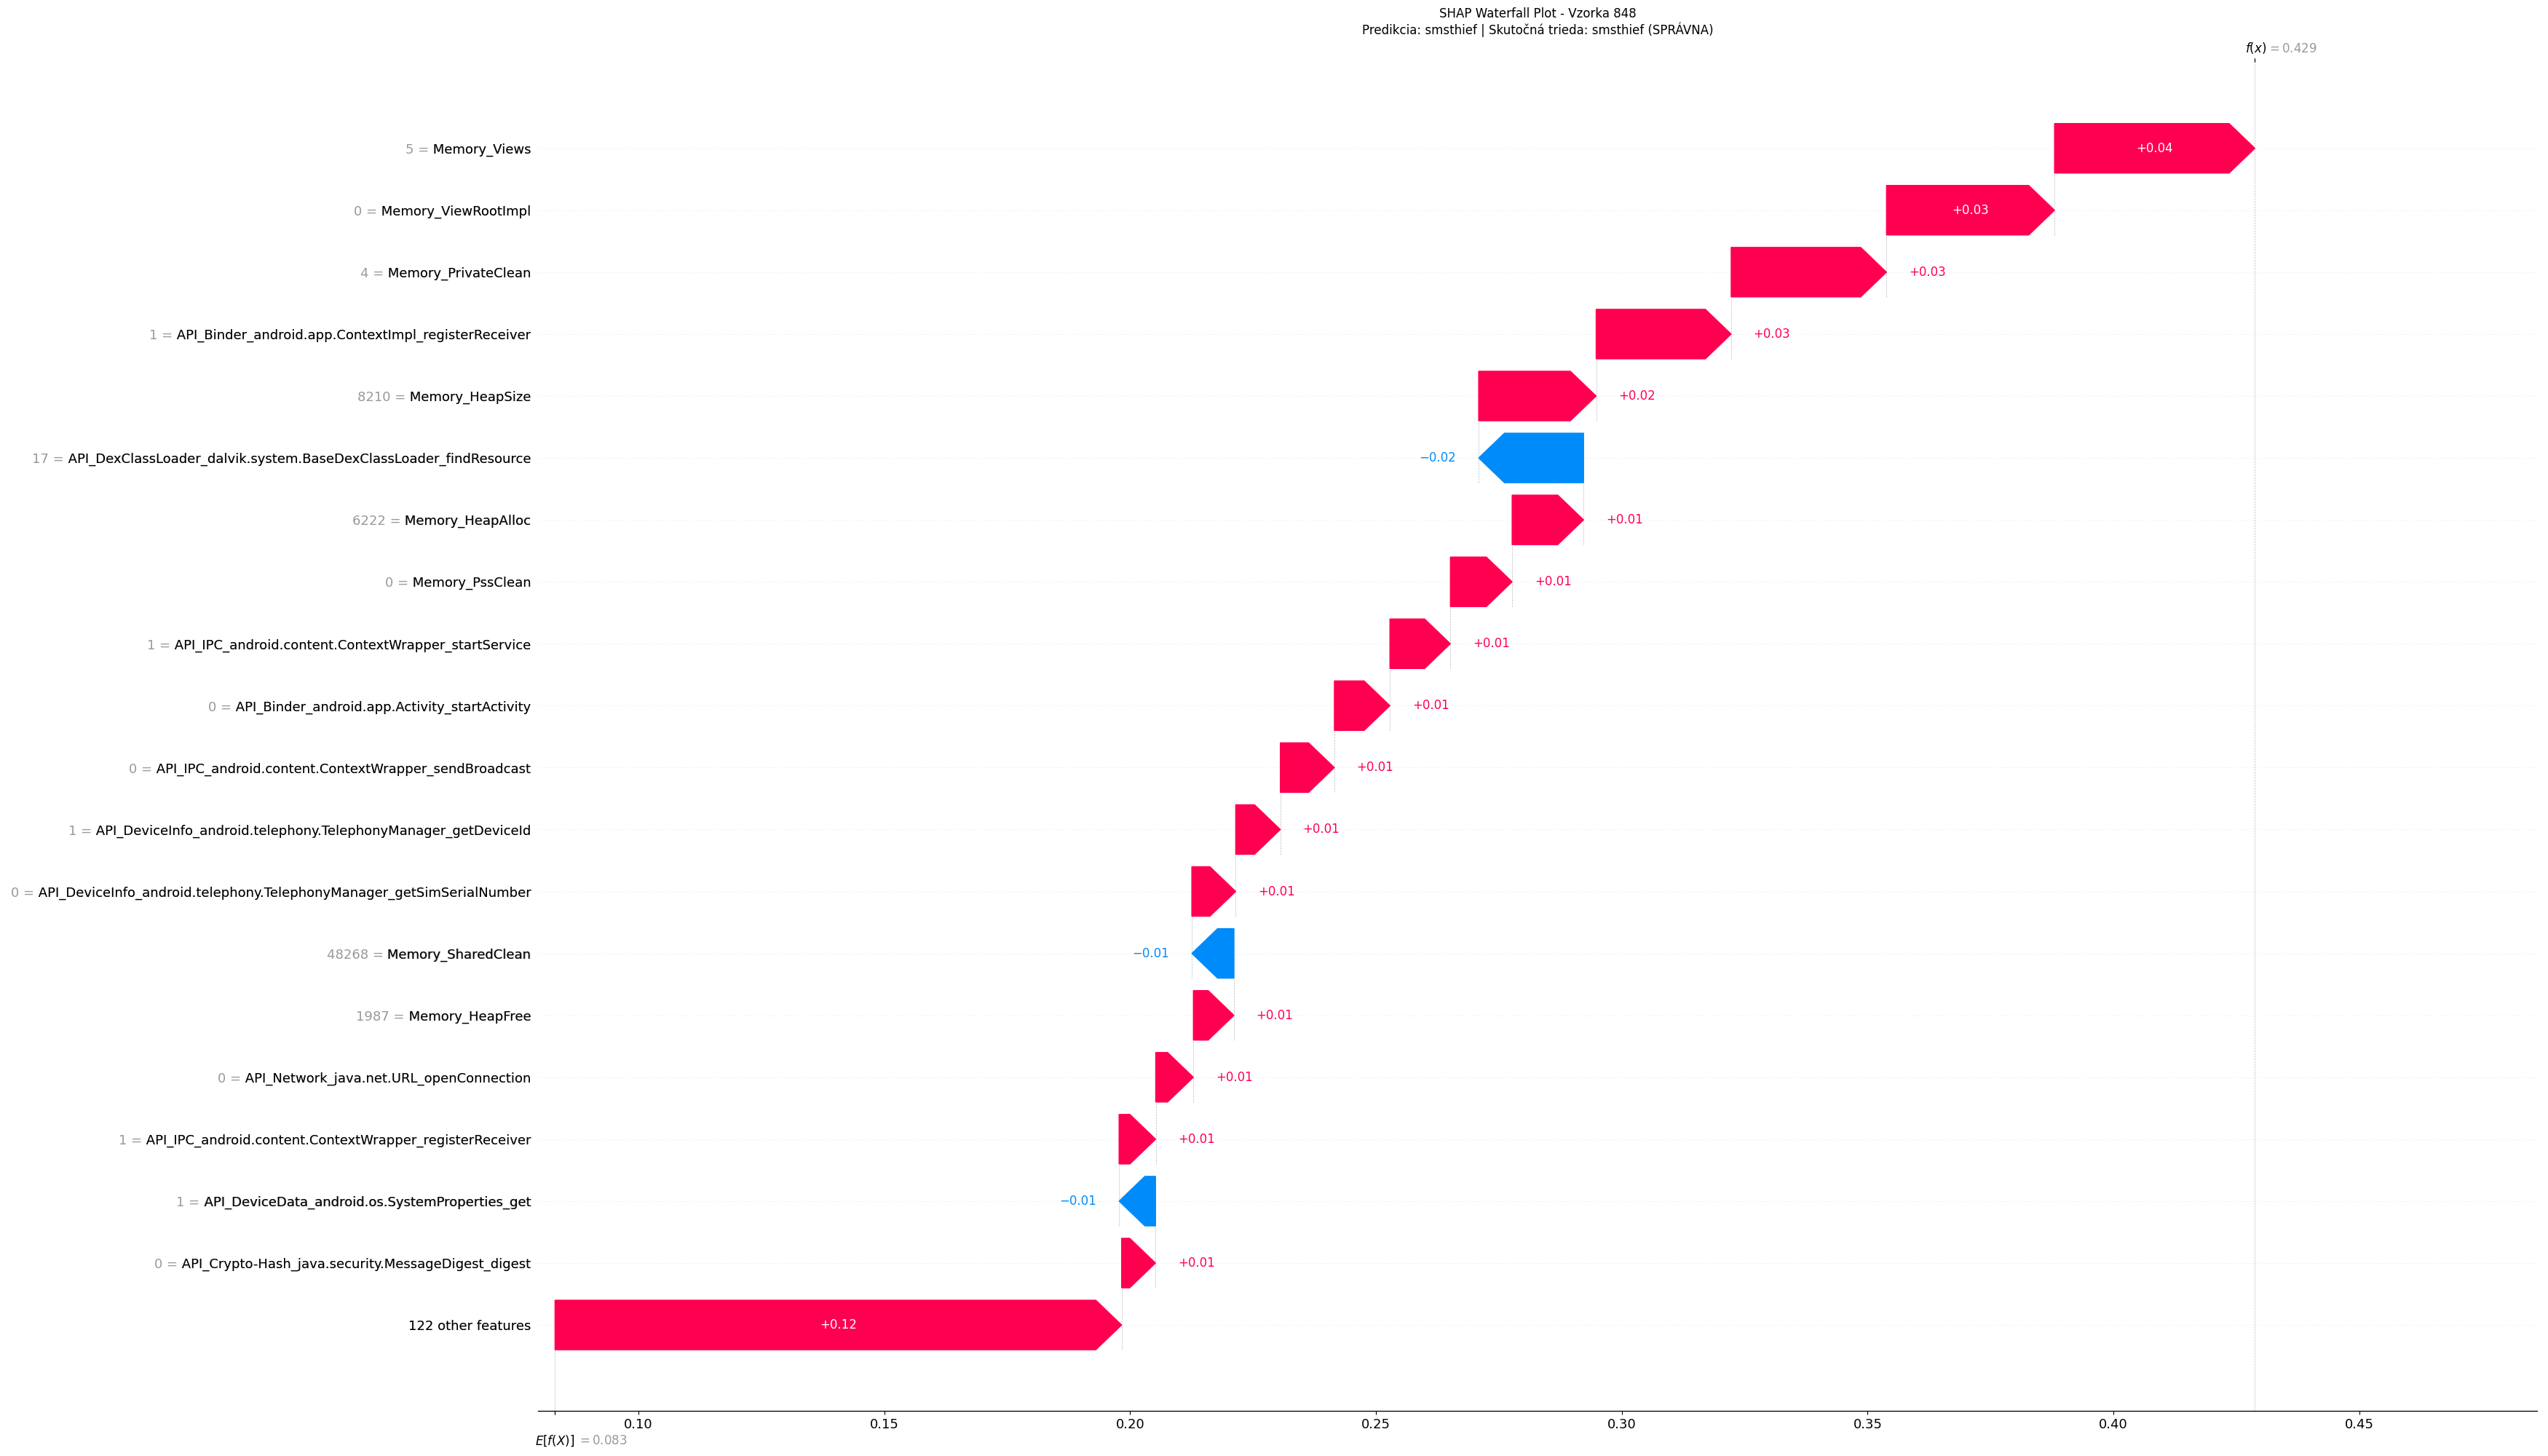 SHAP Waterfall Plot - Vzorka 848
Predikcia: smsthief | Skutočná trieda: smsthief (SPRÁVNA)
f(x) = 0.429
5 = Memory_Views +0.04
0 = Memory_ViewRootImpl +0.03
4 = Memory_PrivateClean +0.03
1 = API_Binder_android.app.ContextImpl_registerReceiver +0.03
8210 = Memory_HeapSize +0.02
17 = API_DexClassLoader_dalvik.system.BaseDexClassLoader_findResource −0.02
6222 = Memory_HeapAlloc +0.01
0 = Memory_PssClean +0.01
1 = API_IPC_android.content.ContextWrapper_startService +0.01
0 = API_Binder_android.app.Activity_startActivity +0.01
0 = API_IPC_android.content.ContextWrapper_sendBroadcast +0.01
1 = API_DeviceInfo_android.telephony.TelephonyManager_getDeviceId +0.01
0 = API_DeviceInfo_android.telephony.TelephonyManager_getSimSerialNumber +0.01
48268 = Memory_SharedClean −0.01
1987 = Memory_HeapFree +0.01
0 = API_Network_java.net.URL_openConnection +0.01
1 = API_IPC_android.content.ContextWrapper_registerReceiver +0.01
1 = API_DeviceData_android.os.SystemProperties_get −0.01
0 = API_Crypto-Hash_java.security.MessageDigest_digest +0.01
122 other features +0.12
0.10 0.15 0.20 0.25 0.30 0.35 0.40 0.45
E[f(X)] = 0.083